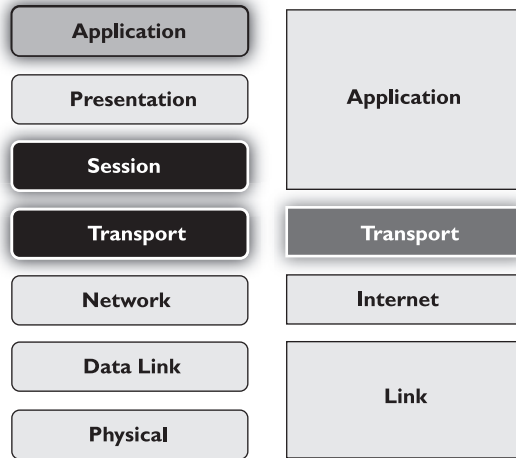 Application
Presentation
Session
Transport
Network
Data Link
Physical
Application
Transport
Internet
Link